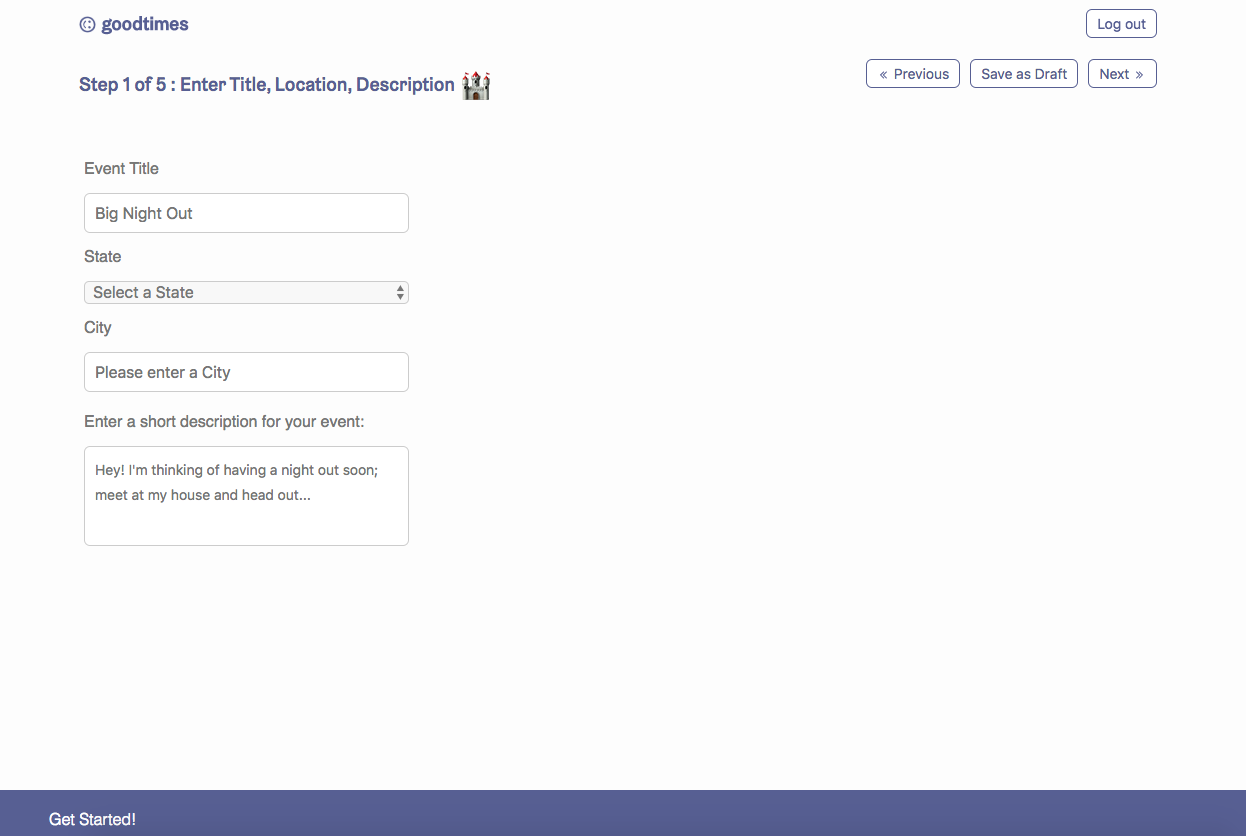 goodtimes
Log out
Step 1 of 5 : Enter Title, Location, Description
« Previous
Save as Draft
Next »
Event Title
Big Night Out
State
Select a State
City
Please enter a City
Enter a short description for your event:
Hey! I'm thinking of having a night out soon;
meet at my house and head out...
Get Started!